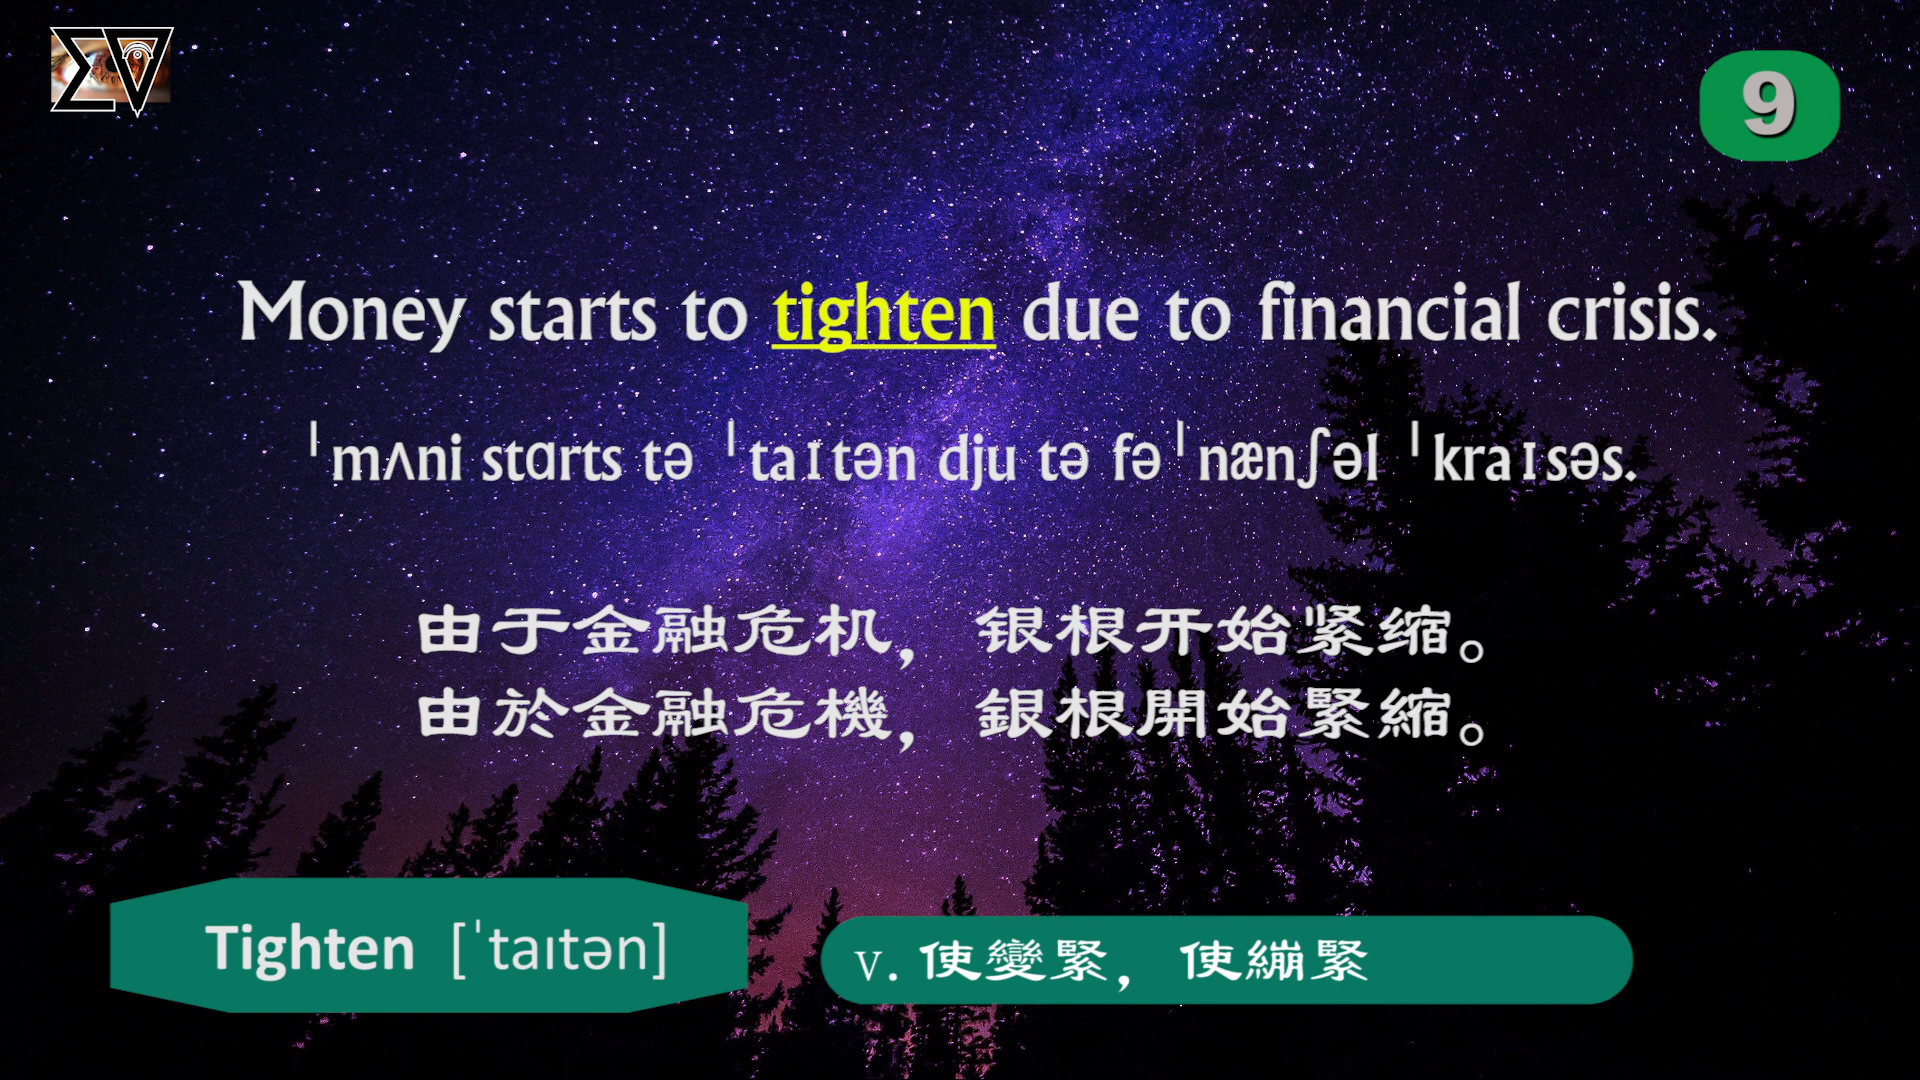 ΣV
9
Money starts to tighten due to financial crisis.
ˈmʌni stɑrts tə ˈtaɪtən dju tə fəˈnænʃəl ˈkraɪsəs.
由于金融危机，银根开始紧缩。
由於金融危機，銀根開始緊縮。
Tighten [ˈtaɪtən]
v. 使變緊，使繃緊